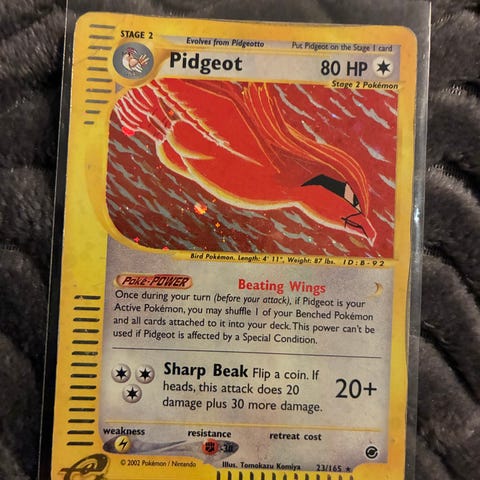 STAGE 2
Evolves from Pidgeotto
Put Pidgeot on the Stage 1 card
Pidgeot
80 HP
Stage 2 Pokémon
Bird Pokémon. Length: 4' 11", Weight: 87 lbs. ID:B-92
Poké-POWER
Beating Wings
Once during your turn (before your attack), if Pidgeot is your
Active Pokémon, you may shuffle 1 of your Benched Pokémon
and all cards attached to it into your deck. This power can't be
used if Pidgeot is affected by a Special Condition.
Sharp Beak Flip a coin. If
heads, this attack does 20
damage plus 30 more damage.
20+
weakness
resistance
retreat cost
-30
© 2002 Pokémon / Nintendo
Illus. Tomokazu Komiya
23/165 ★
e